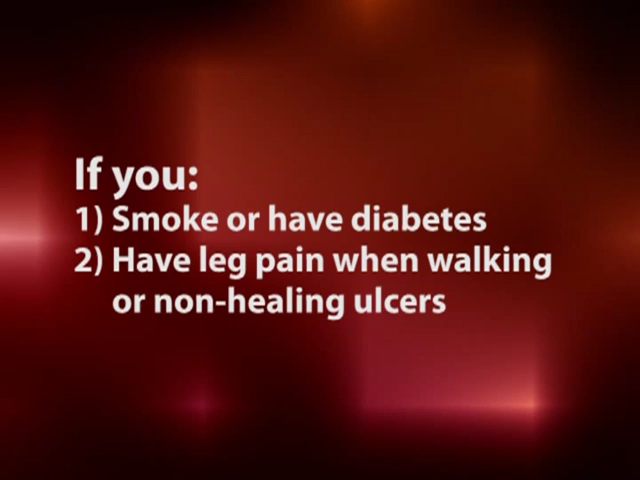 If you:
1) Smoke or have diabetes
2) Have leg pain when walking
or non-healing ulcers